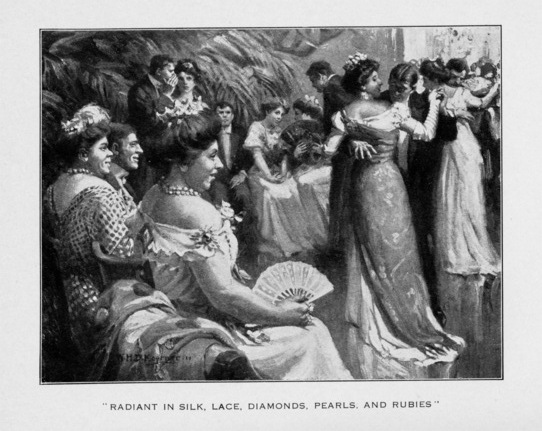 "RADIANT IN SILK, LACE, DIAMONDS, PEARLS, AND RUBIES"